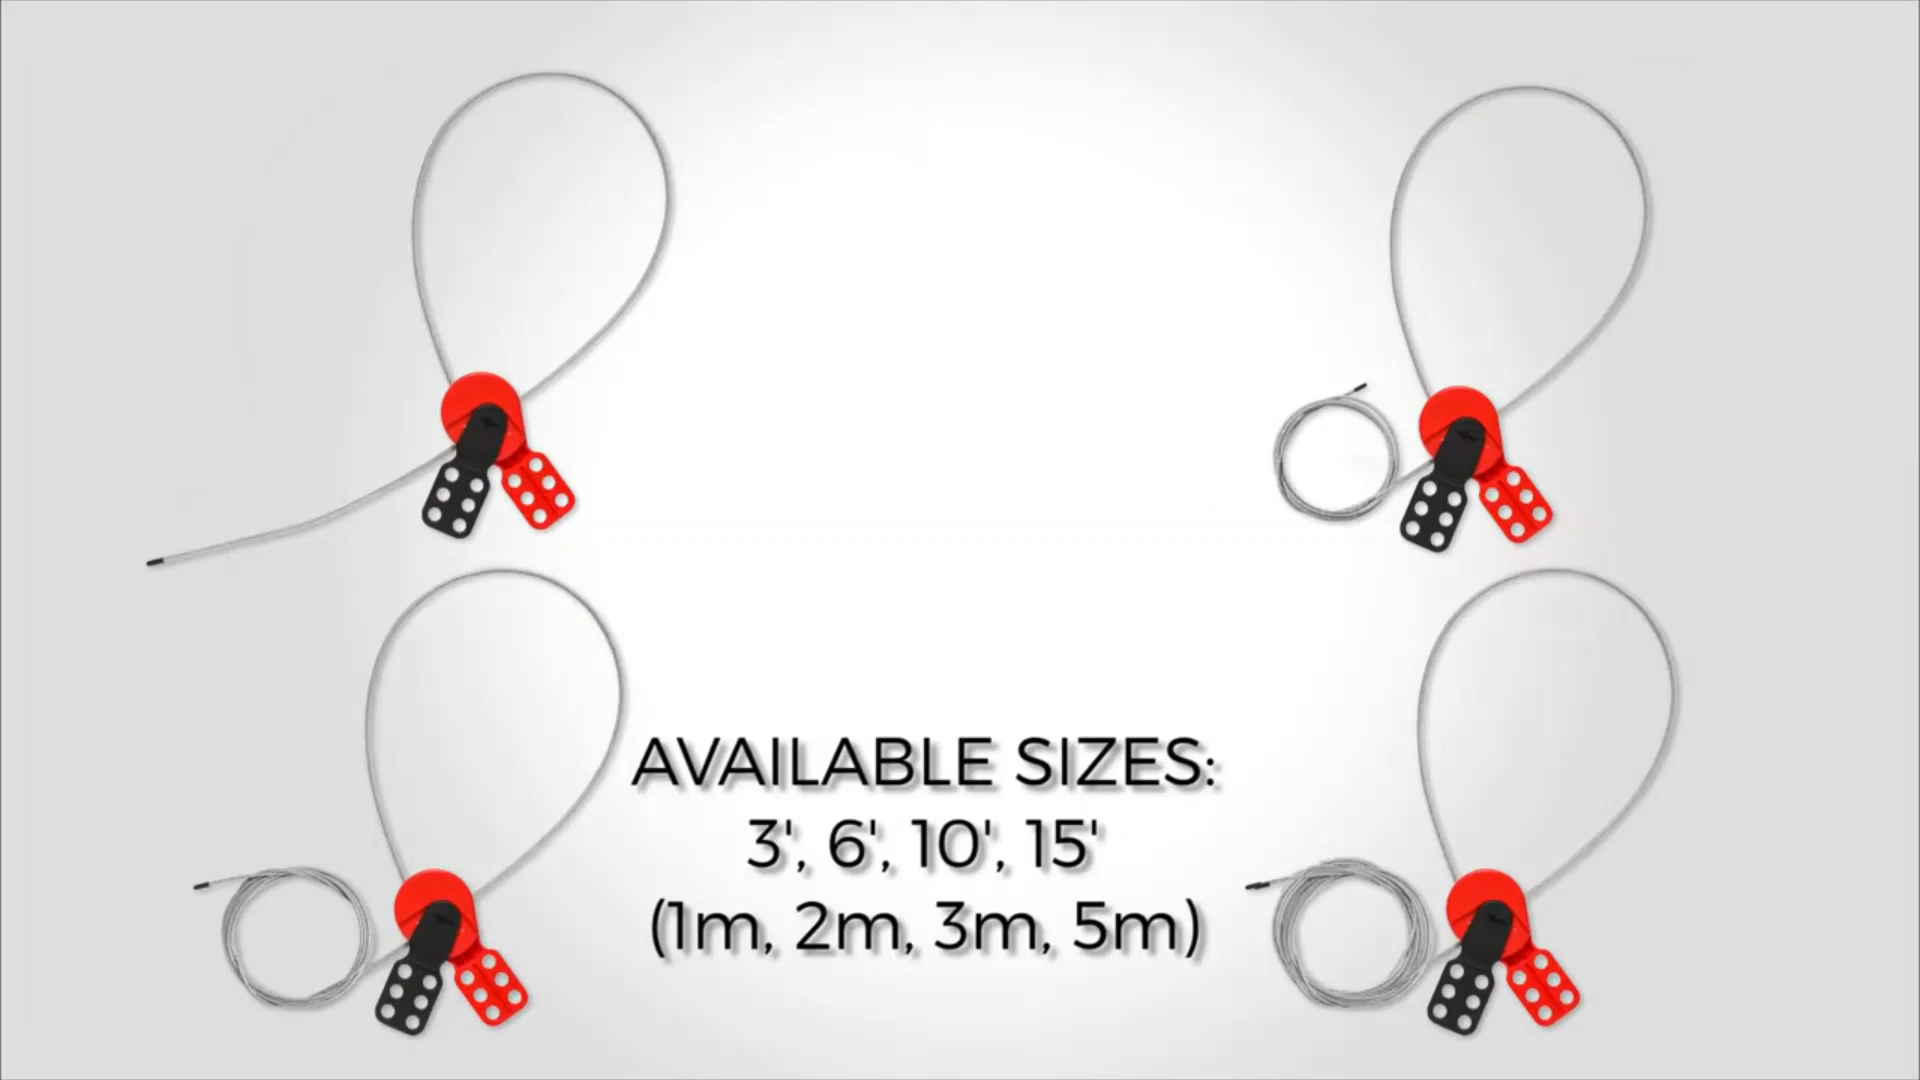 AVAILABLE SIZES:
3', 6', 10', 15'
(1m, 2m, 3m, 5m)